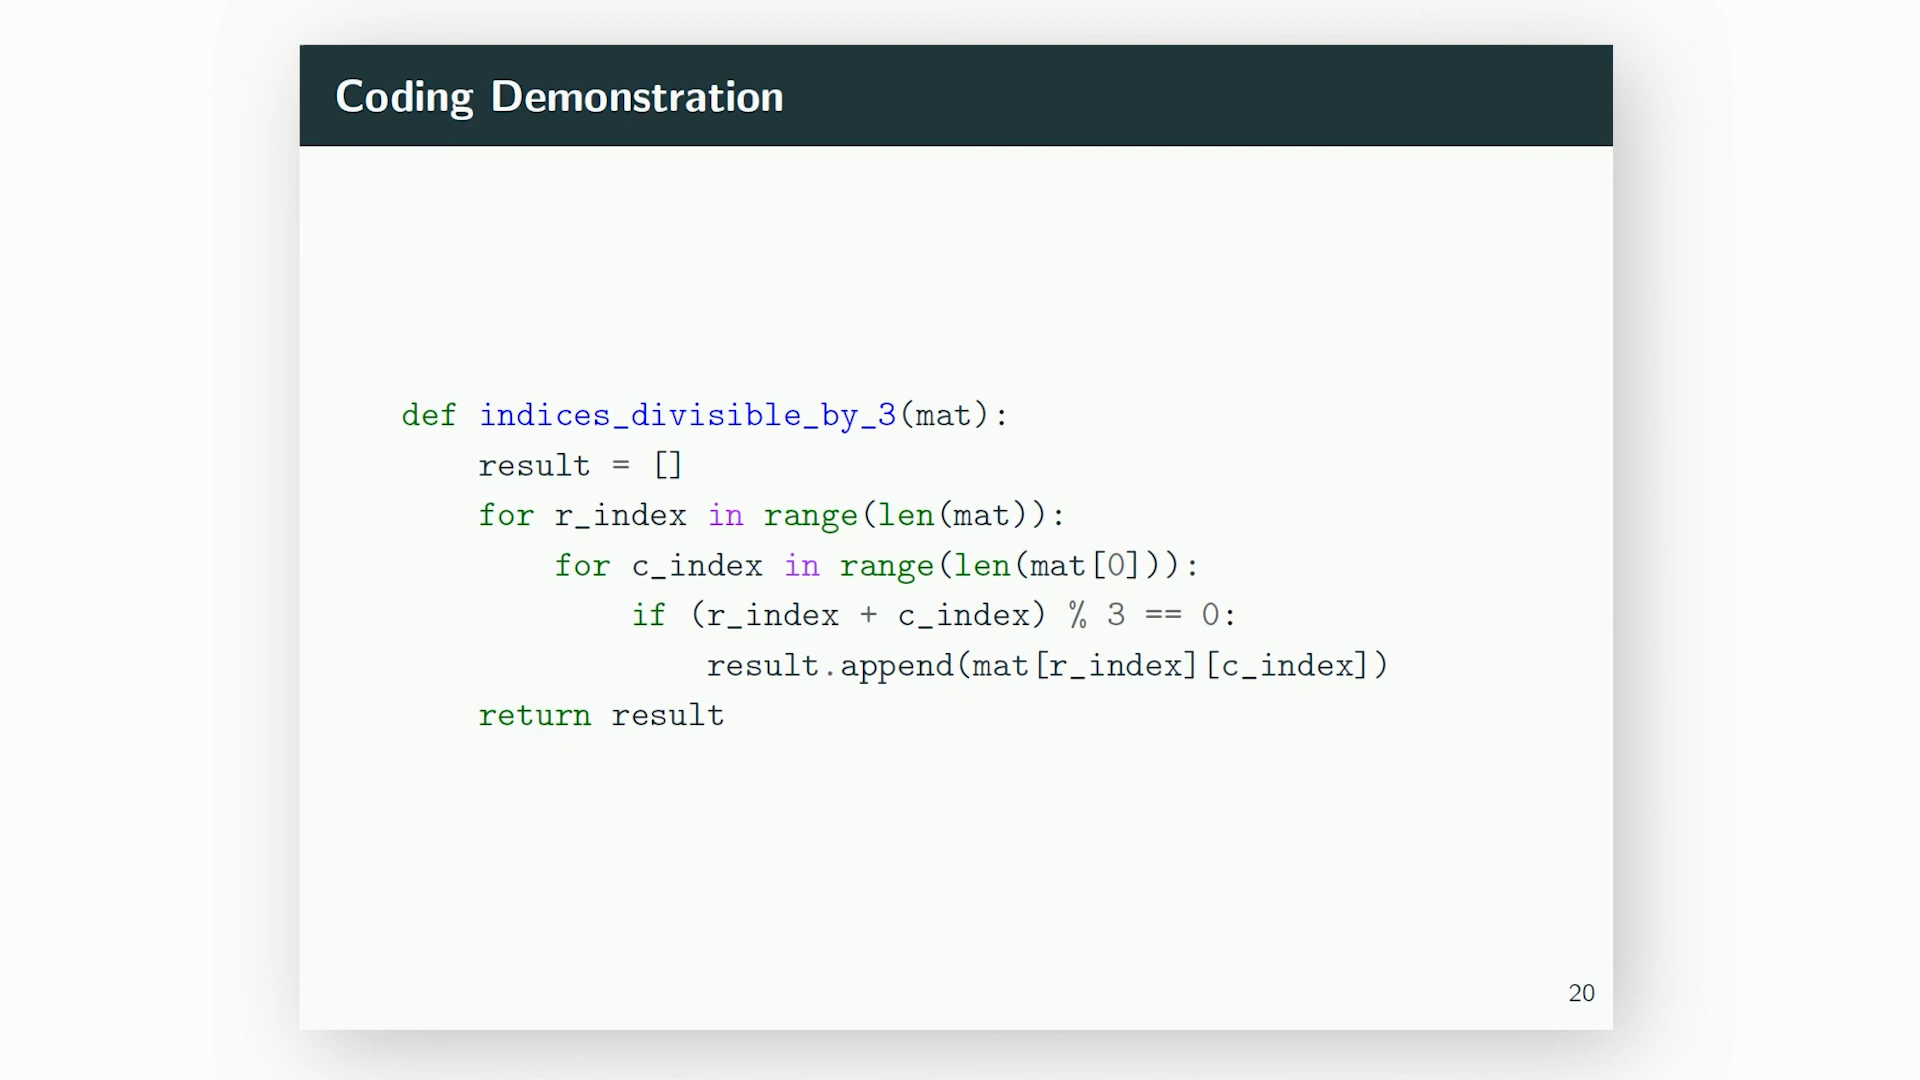 Coding Demonstration
def indices_divisible_by_3(mat):
    result = []
    for r_index in range(len(mat)):
        for c_index in range(len(mat[0])):
            if (r_index + c_index) % 3 == 0:
                result.append(mat[r_index][c_index])
    return result
20